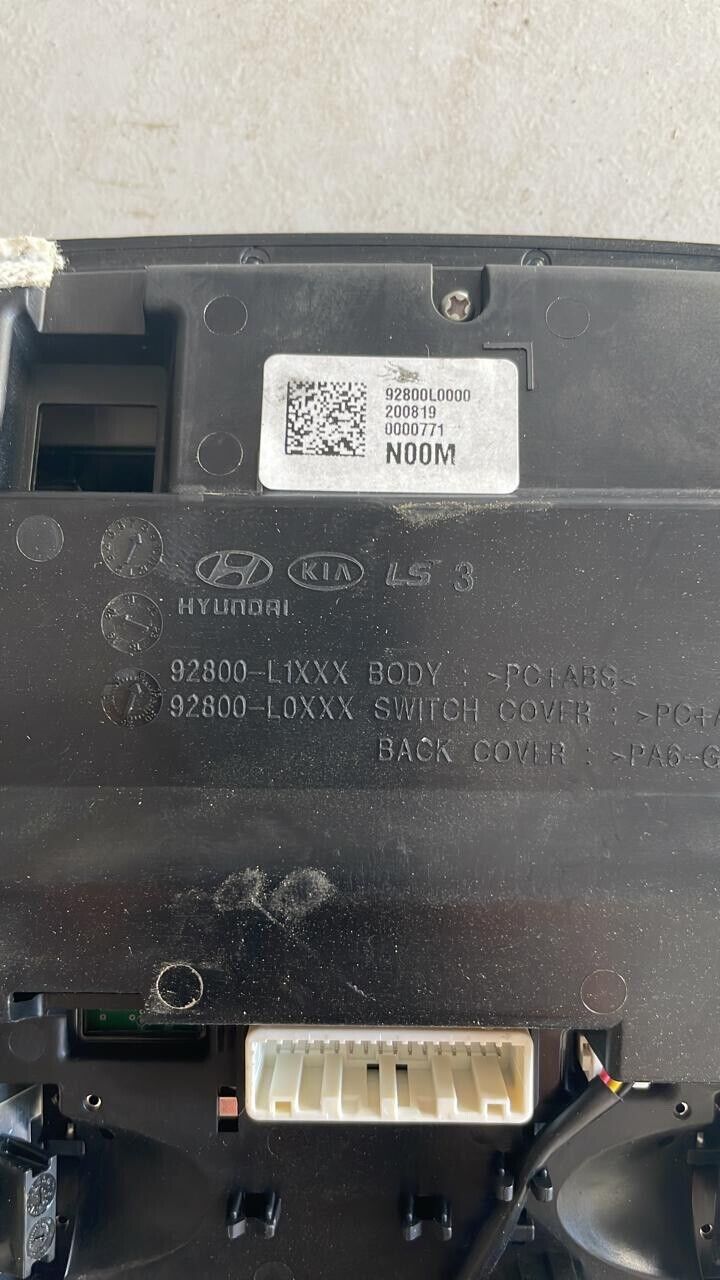 92800L0000
200819
0000771
N00M
HYUNDAI
KIA
LS 3
92800-L1XXX BODY : >PC+ABS<
92800-L0XXX SWITCH COVER : >PC+A
BACK COVER : >PA6-G